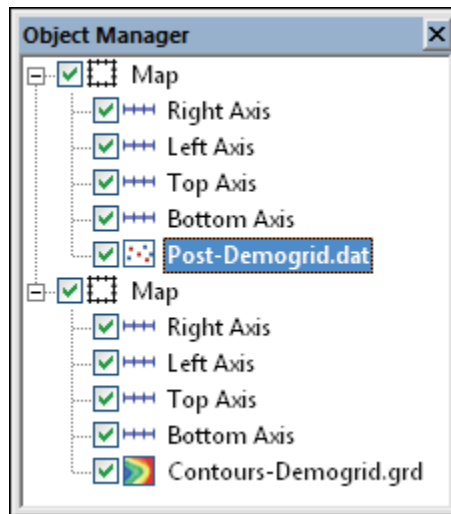 Object Manager
Map
Right Axis
Left Axis
Top Axis
Bottom Axis
Post-Demogrid.dat
Map
Right Axis
Left Axis
Top Axis
Bottom Axis
Contours-Demogrid.grd